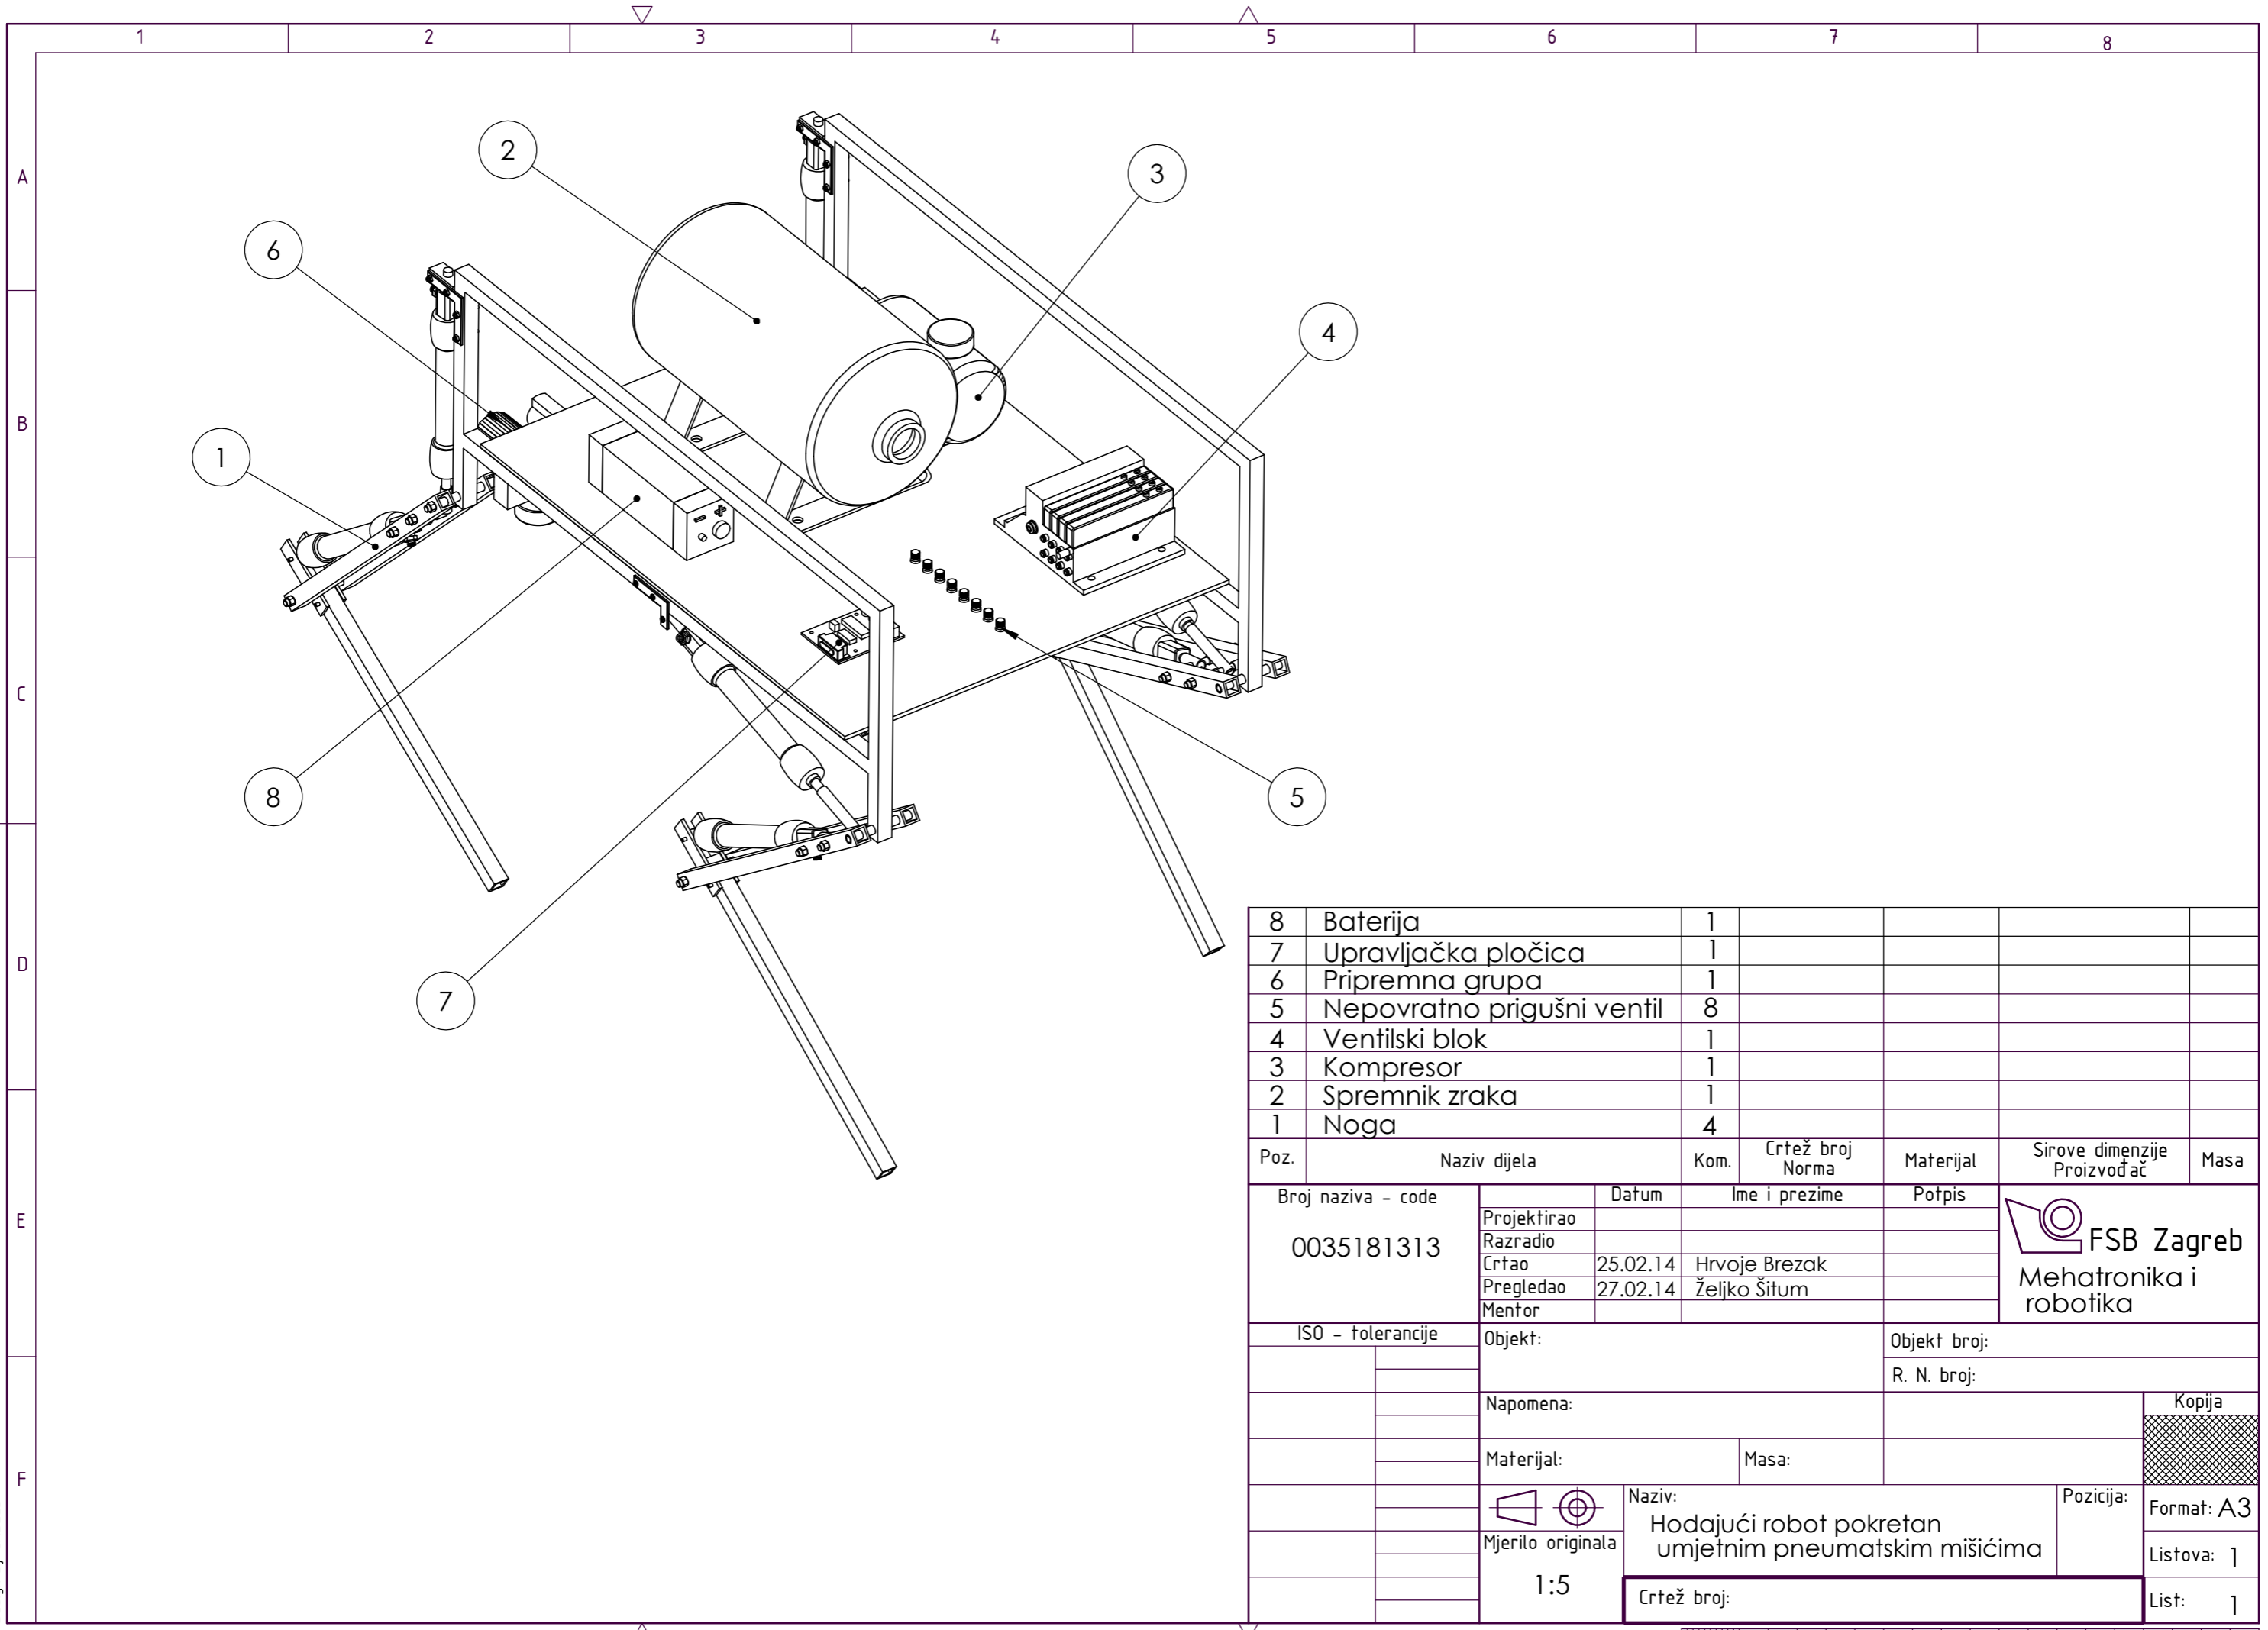 1 2 3 4 5 6 7 8
A
B
C
D
E
F
2
3
6
4
1
8
5
7
8 Baterija 1
7 Upravljačka pločica 1
6 Pripremna grupa 1
5 Nepovratno prigušni ventil 8
4 Ventilski blok 1
3 Kompresor 1
2 Spremnik zraka 1
1 Noga 4
Poz. Naziv dijela Kom. Crtež broj Norma Materijal Sirove dimenzije Proizvođač Masa
Broj naziva - code
0035181313
Datum Ime i prezime Potpis
Projektirao
Razradio
Crtao 25.02.14 Hrvoje Brezak
Pregledao 27.02.14 Željko Šitum
Mentor
FSB Zagreb
Mehatronika i
robotika
ISO - tolerancije
Objekt:
Objekt broj:
R. N. broj:
Napomena:
Kopija
Materijal: Masa:
Mjerilo originala
1:5
Naziv:
Hodajući robot pokretan
umjetnim pneumatskim mišićima
Pozicija:
Format: A3
Listova: 1
Crtež broj:
List: 1